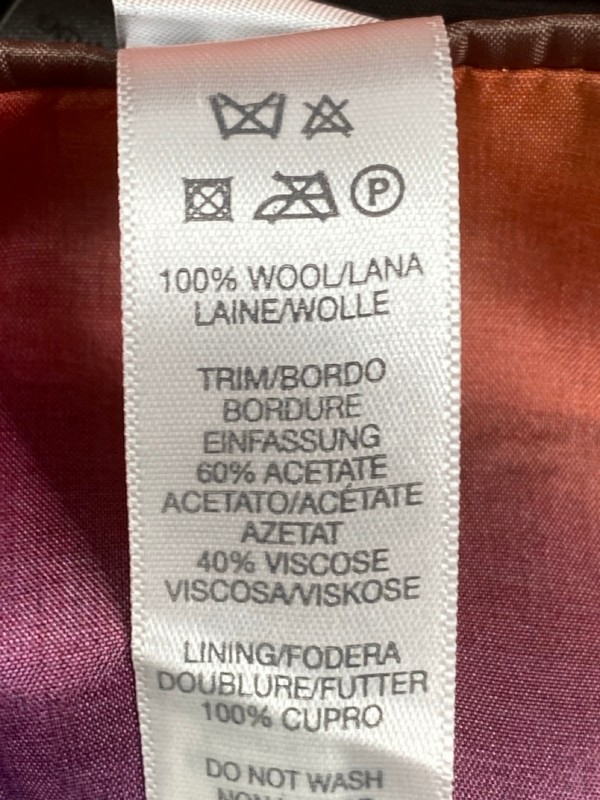 P
100% WOOL/LANA
LAINE/WOLLE
TRIM/BORDO
BORDURE
EINFASSUNG
60% ACETATE
ACETATO/ACÉTATE
AZETAT
40% VISCOSE
VISCOSA/VISKOSE
LINING/FODERA
DOUBLURE/FUTTER
100% CUPRO
DO NOT WASH